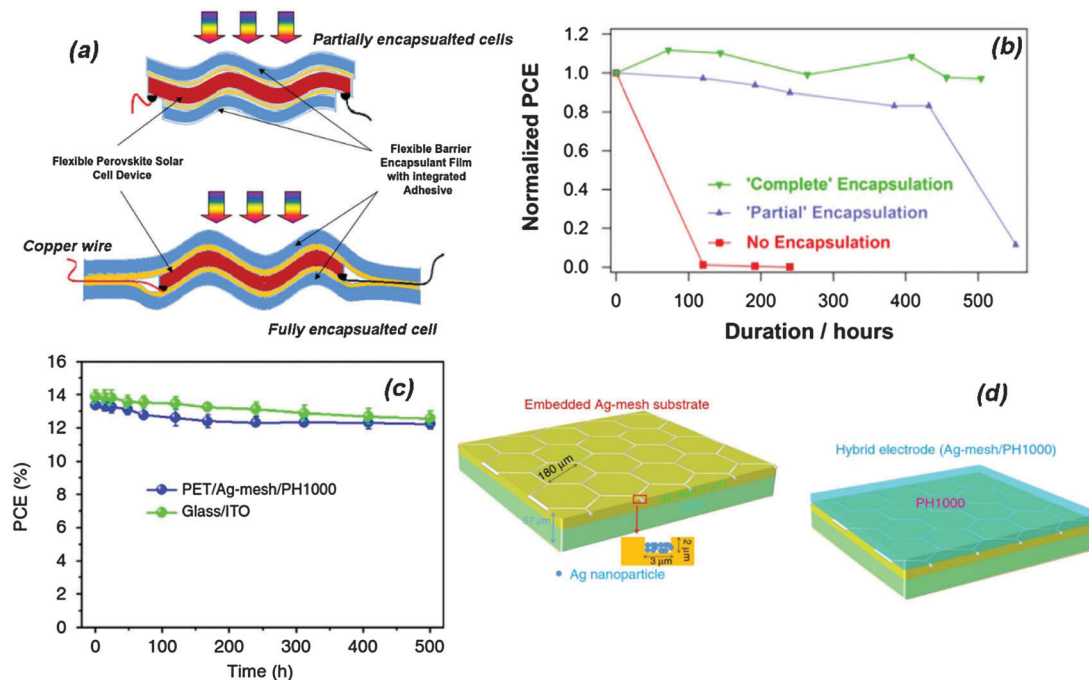 (a)
Partially encapsualted cells
Flexible Perovskite Solar
Cell Device
Flexible Barrier
Encapsulant Film
with integrated
Adhesive
Copper wire
Fully encapsualted cell
(b)
Normalized PCE
1.2
1.0
0.8
0.6
0.4
0.2
0.0
'Complete' Encapsulation
'Partial' Encapsulation
No Encapsulation
0 100 200 300 400 500
Duration / hours
(c)
PCE (%)
16
14
12
10
8
6
4
2
0
PET/Ag-mesh/PH1000
Glass/ITO
0 100 200 300 400 500
Time (h)
(d)
Embedded Ag-mesh substrate
180 μm
57 μm
2 μm
3 μm
Ag nanoparticle
Hybrid electrode (Ag-mesh/PH1000)
PH1000